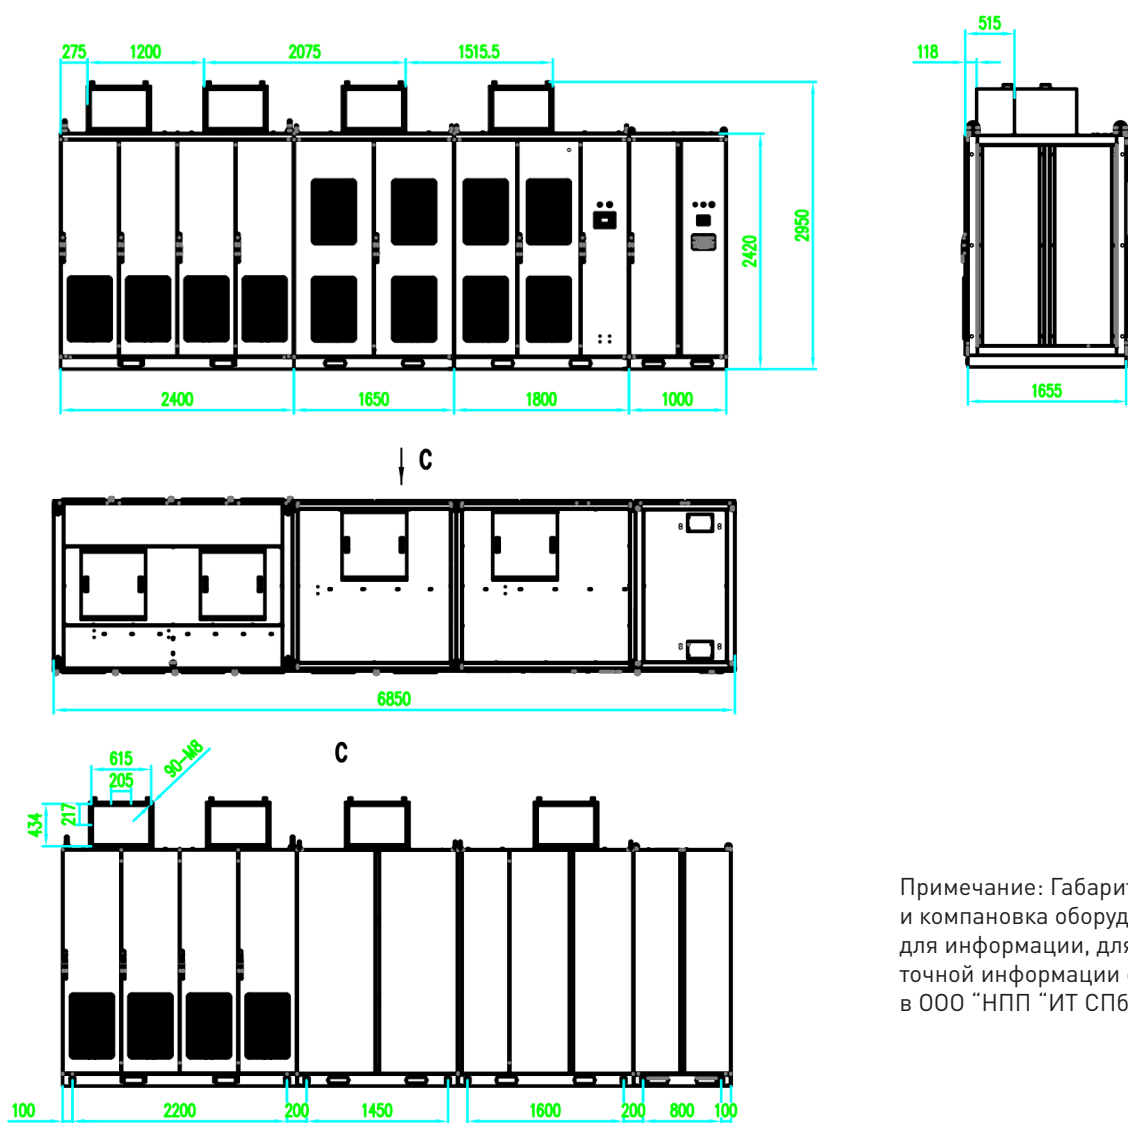 515
275 1200 2075 1515.5 118
2950
2420
2400 1650 1800 1000 1655
C
6850
C
615 90-M8
205
434 217
Примечание: Габарит
и компановка оборуд
для информации, для
точной информации
в ООО “НПП “ИТ СПб
100 2200 200 1450 1600 200 800 100